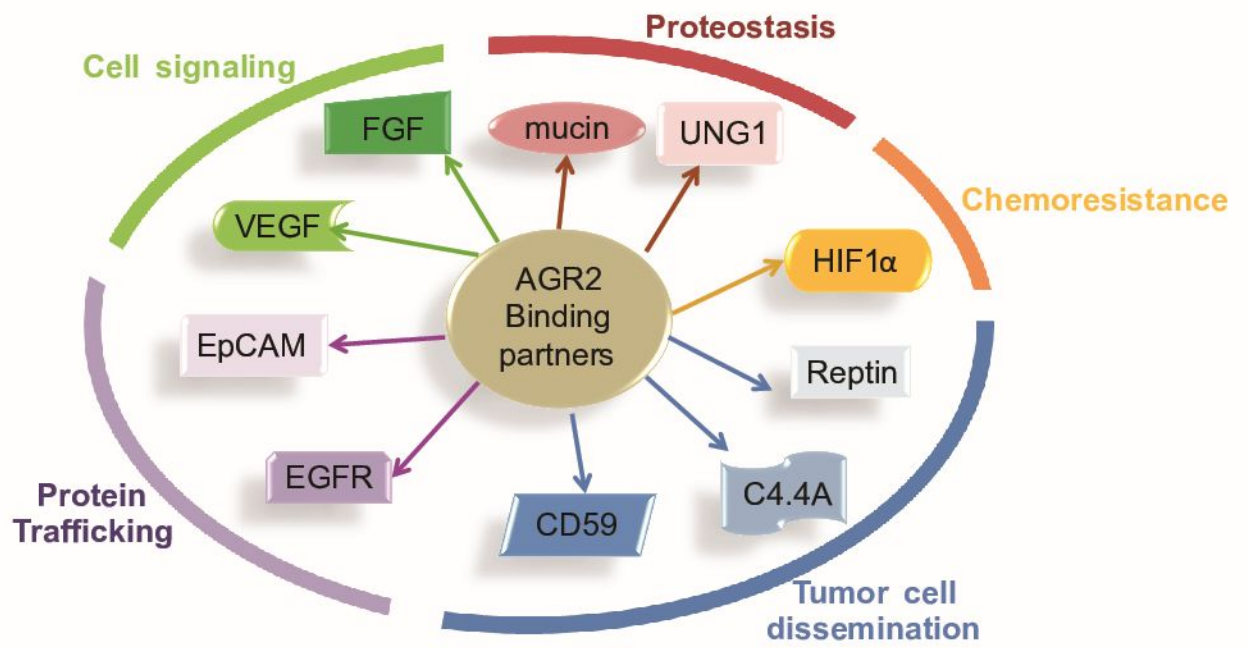 Proteostasis
Cell signaling
FGF
mucin
UNG1
Chemoresistance
VEGF
HIF1α
AGR2
Binding
partners
EpCAM
Reptin
EGFR
C4.4A
CD59
Protein
Trafficking
Tumor cell
dissemination